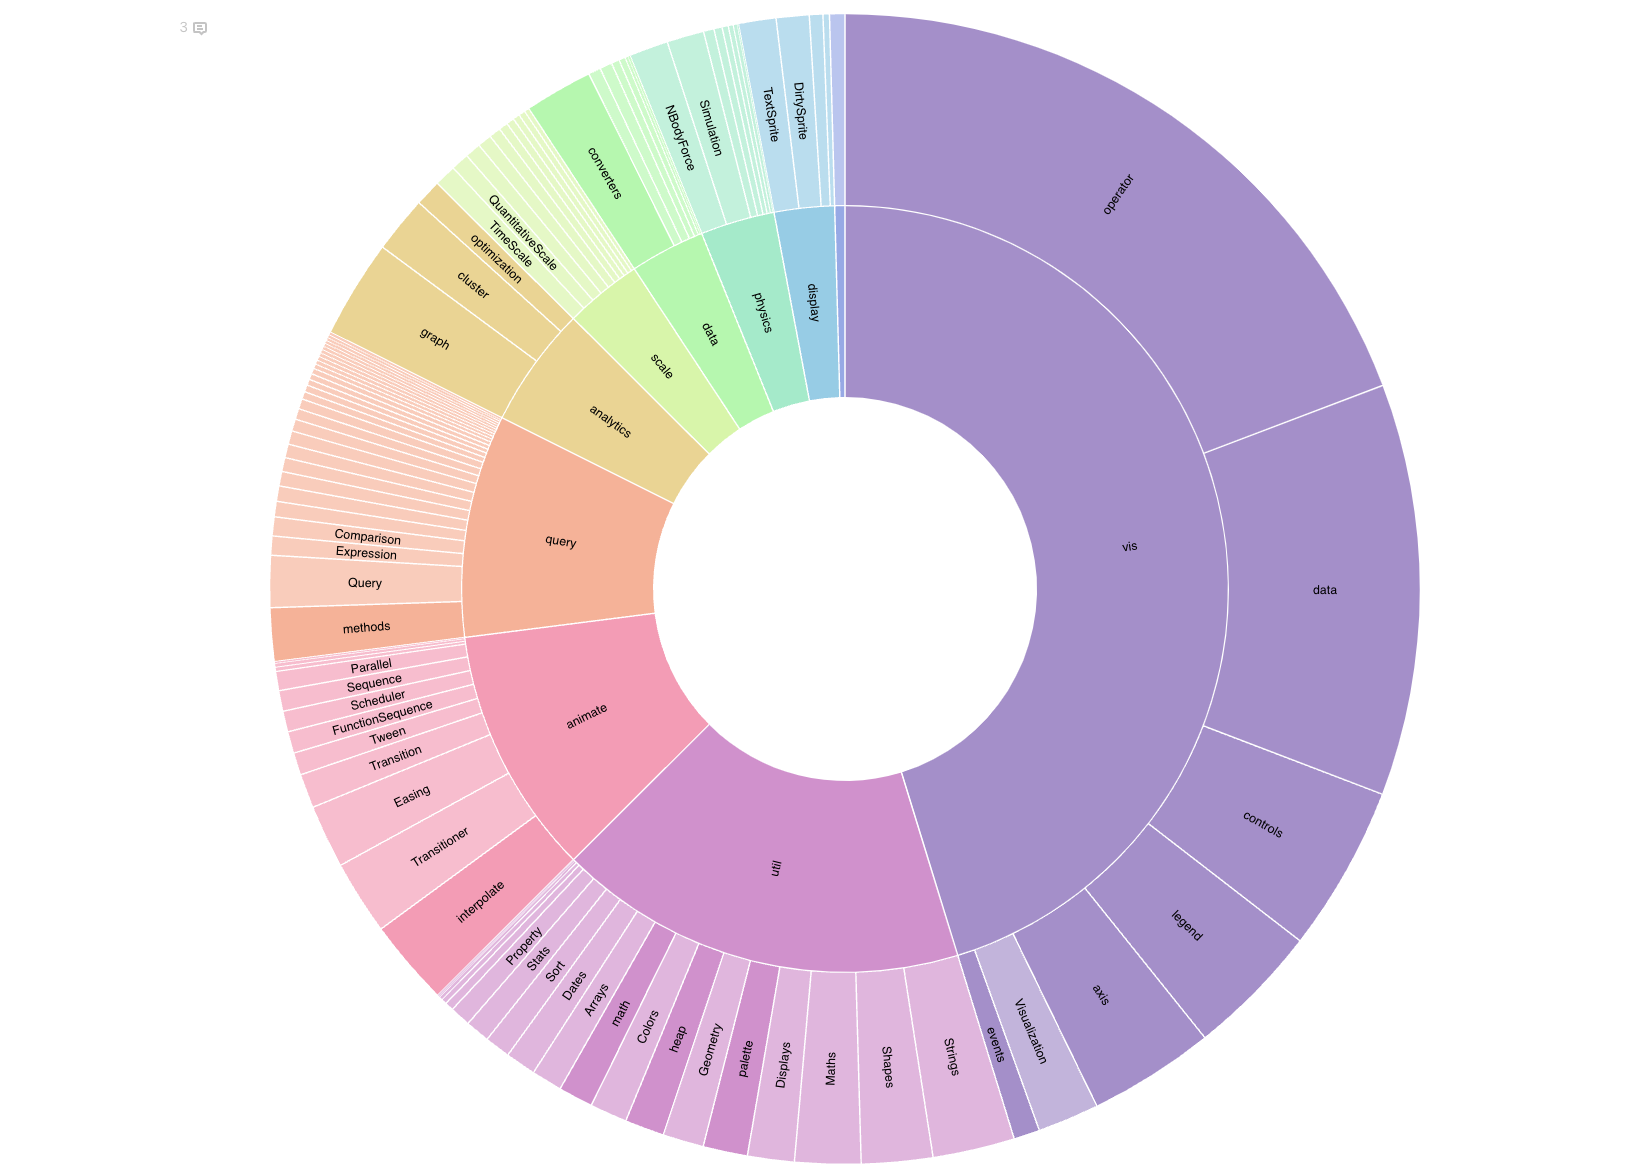 3
operator
data
controls
legend
axis
Visualization
events
Strings
Shapes
Maths
Displays
palette
Geometry
heap
Colors
math
Arrays
Dates
Sort
Stats
Property
interpolate
Transitioner
Easing
Transition
Tween
FunctionSequence
Scheduler
Sequence
Parallel
methods
Query
Expression
Comparison
graph
cluster
optimization
TimeScale
QuantitativeScale
converters
NBodyForce
Simulation
TextSprite
DirtySprite
vis
util
animate
query
analytics
scale
data
physics
display